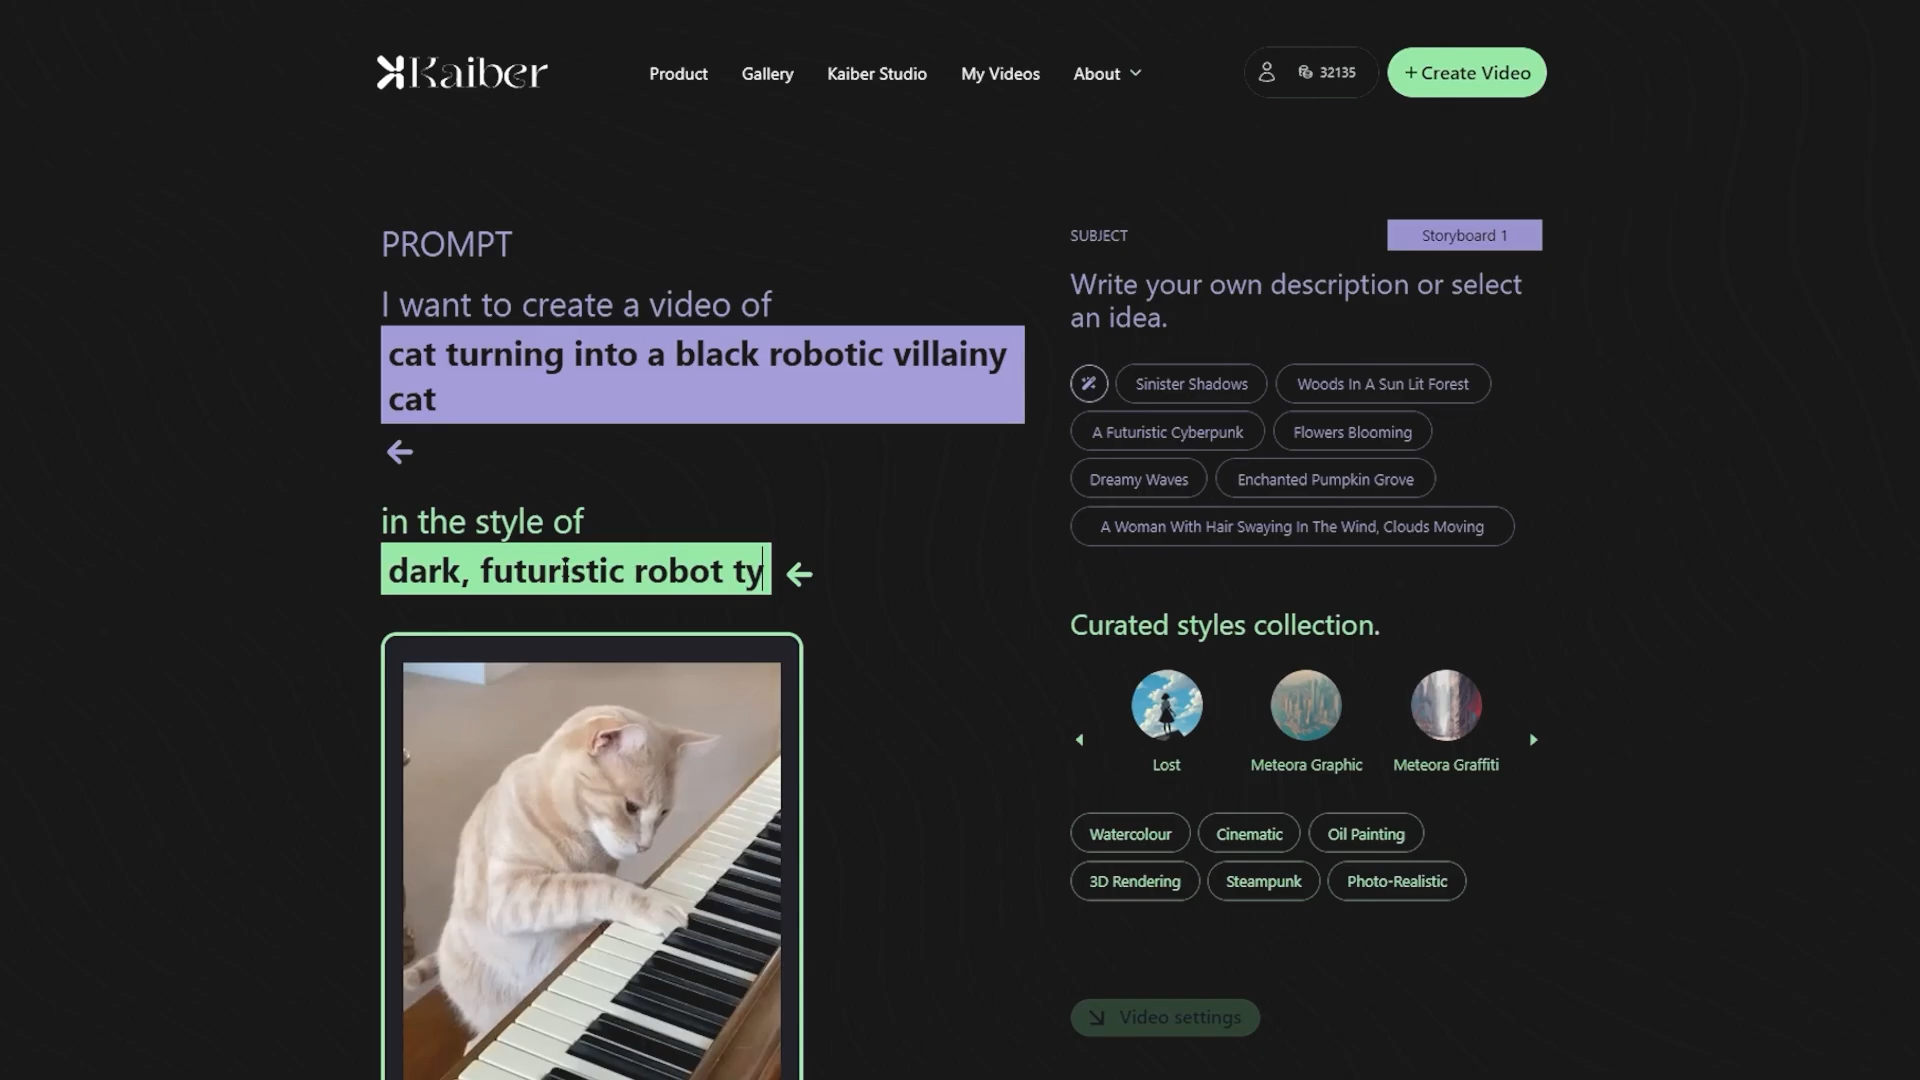 Kaiber
Product
Gallery
Kaiber Studio
My Videos
About
32135
+ Create Video
PROMPT
I want to create a video of
cat turning into a black robotic villainy
cat
in the style of
dark, futuristic robot ty
SUBJECT
Storyboard 1
Write your own description or select
an idea.
Sinister Shadows
Woods In A Sun Lit Forest
A Futuristic Cyberpunk
Flowers Blooming
Dreamy Waves
Enchanted Pumpkin Grove
A Woman With Hair Swaying In The Wind, Clouds Moving
Curated styles collection.
Lost
Meteora Graphic
Meteora Graffiti
Watercolour
Cinematic
Oil Painting
3D Rendering
Steampunk
Photo-Realistic
Video settings